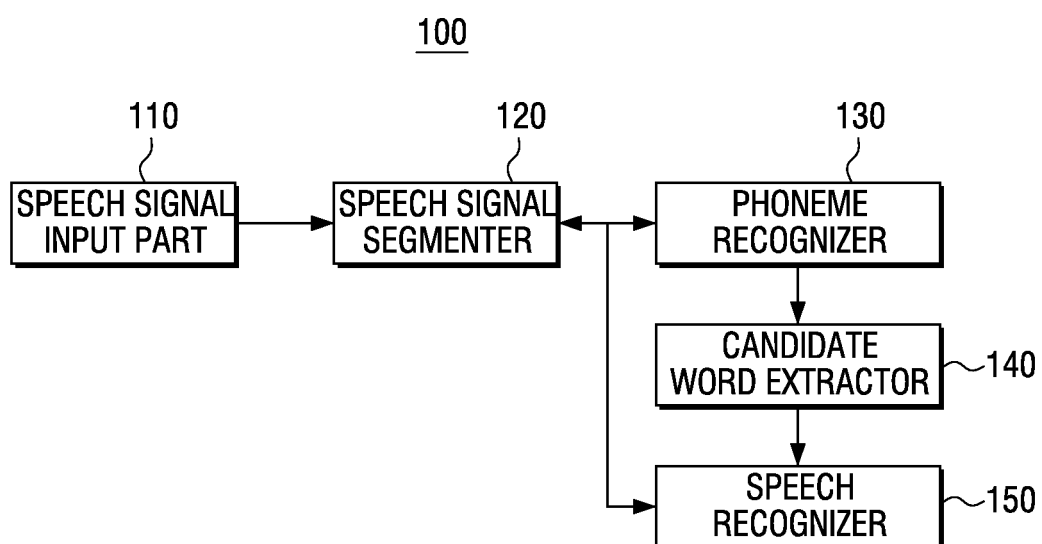 100
110
120
130
SPEECH SIGNAL
INPUT PART
SPEECH SIGNAL
SEGMENTER
PHONEME
RECOGNIZER
CANDIDATE
WORD EXTRACTOR
140
SPEECH
RECOGNIZER
150